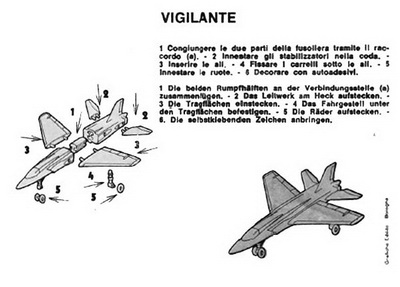 VIGILANTE
1 Congiungere le due parti della fusoliera tramite il rac-
cordo (a). - 2 Innestare gli stabilizzatori nella coda. -
3 Inserire le ali. - 4 Fissare i carrelli sotto le ali. - 5
Innestare le ruote. - 6 Decorare con autoadesivi.
1 Die beiden Rumpfhälften an der Verbindungsstelle (a)
zusammenfügen. - 2 Das Leitwerk am Heck aufstecken. -
3 Die Tragflächen einstecken. - 4 Das Fahrgestell unter
den Tragflächen befestigen. - 5 Die Räder aufstecken. -
6. Die selbstklebenden Zeichen anbringen.
2
2
1
3
3
4
5
5
Bologna